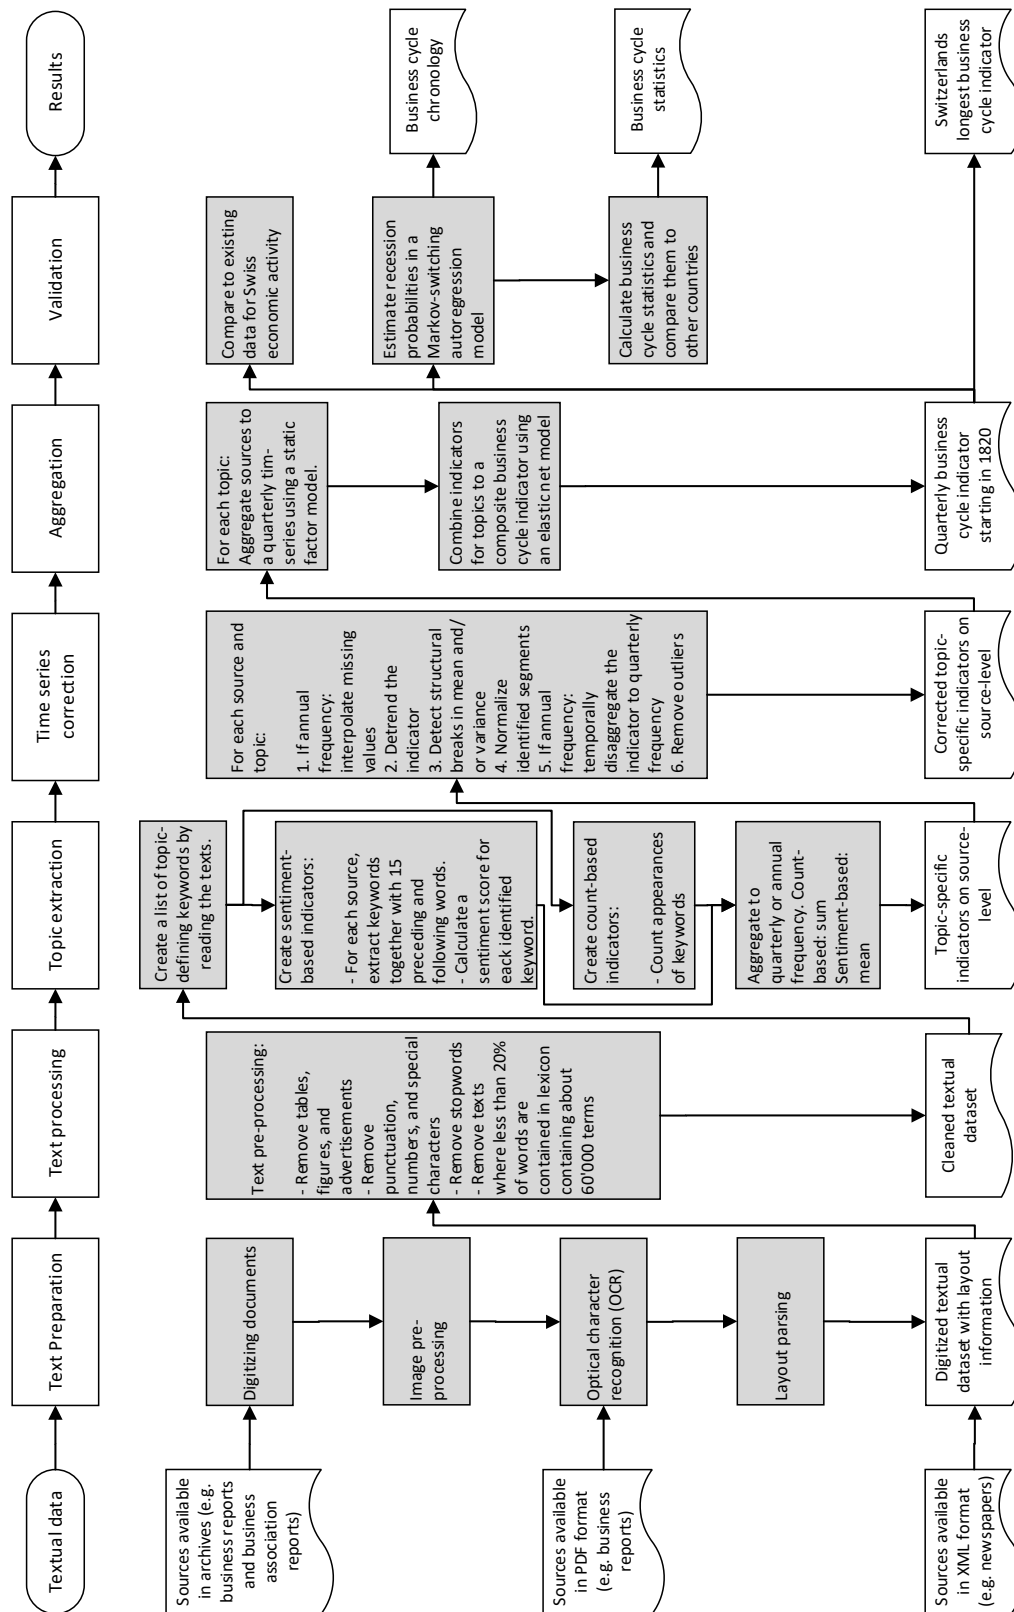 Textual data
Text Preparation
Text processing
Topic extraction
Time series
correction
Aggregation
Validation
Results
Sources available
in archives (e.g.
business reports
and business
association
reports)
Sources available
in PDF format
(e.g. business
reports)
Sources available
in XML format
(e.g. newspapers)
Digitizing documents
Image pre-
processing
Optical character
recognition (OCR)
Layout parsing
Digitized textual
dataset with layout
information
Text pre-processing:
- Remove tables,
figures, and
advertisements
- Remove
punctuation,
numbers, and special
characters
- Remove stopwords
- Remove texts
where less than 20%
of words are
contained in lexicon
containing about
60'000 terms
Cleaned textual
dataset
Create a list of topic-
defining keywords by
reading the texts.
Create sentiment-
based indicators:
- For each source,
extract keywords
together with 15
preceding and
following words.
- Calculate a
sentiment score for
eack identified
keyword.
Create count-based
indicators:
- Count appearances
of keywords
Aggregate to
quarterly or annual
frequency. Count-
based: sum
Sentiment-based:
mean
Topic-specific
indicators on source-
level
For each source and
topic:
1. If annual
frequency:
interpolate missing
values
2. Detrend the
indicator
3. Detect structural
breaks in mean and/
or variance
4. Normalize
identified segments
5. If annual
frequency:
temporally
disaggregate the
indicator to quarterly
frequency
6. Remove outliers
Corrected topic-
specific indicators on
source-level
For each topic:
Aggregate sources to
a quarterly tim-
series using a static
factor model.
Combine indicators
for topics to a
composite business
cycle indicator using
an elastic net model
Quarterly business
cycle indicator
starting in 1820
Compare to existing
data for Swiss
economic activity
Estimate recession
probabilities in a
Markov-switching
autoregression
model
Calculate business
cycle statistics and
compare them to
other countries
Business cycle
chronology
Business cycle
statistics
Switzerlands
longest business
cycle indicator